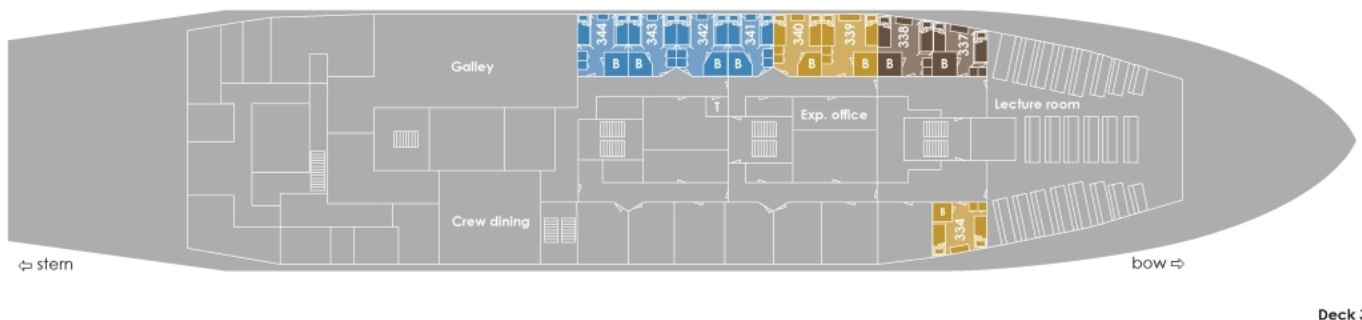 344 343 342 341 340 339 338 337
B B B B B B B B
Galley
T
Exp. office
Lecture room
Crew dining
B
334
⇦ stern
bow ⇨
Deck 3